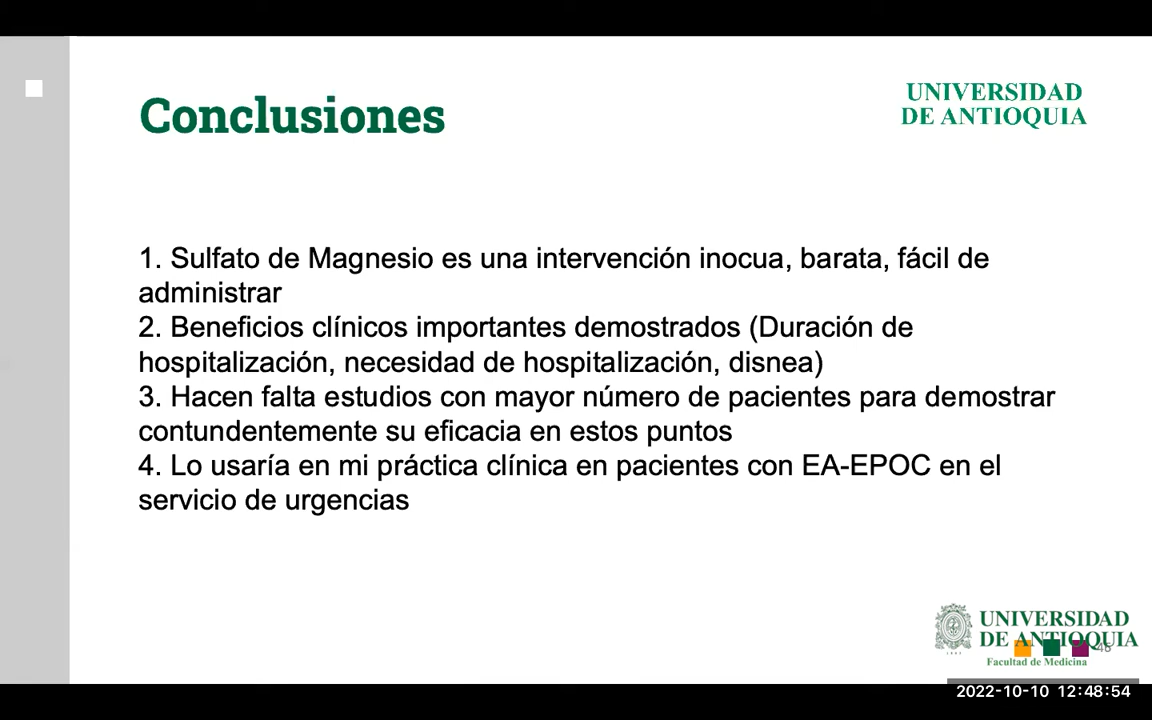 Conclusiones
UNIVERSIDAD
DE ANTIOQUIA
1. Sulfato de Magnesio es una intervención inocua, barata, fácil de
administrar
2. Beneficios clínicos importantes demostrados (Duración de
hospitalización, necesidad de hospitalización, disnea)
3. Hacen falta estudios con mayor número de pacientes para demostrar
contundentemente su eficacia en estos puntos
4. Lo usaría en mi práctica clínica en pacientes con EA-EPOC en el
servicio de urgencias
UNIVERSIDAD
DE ANTIOQUIA
Facultad de Medicina
2022-10-10 12:48:54